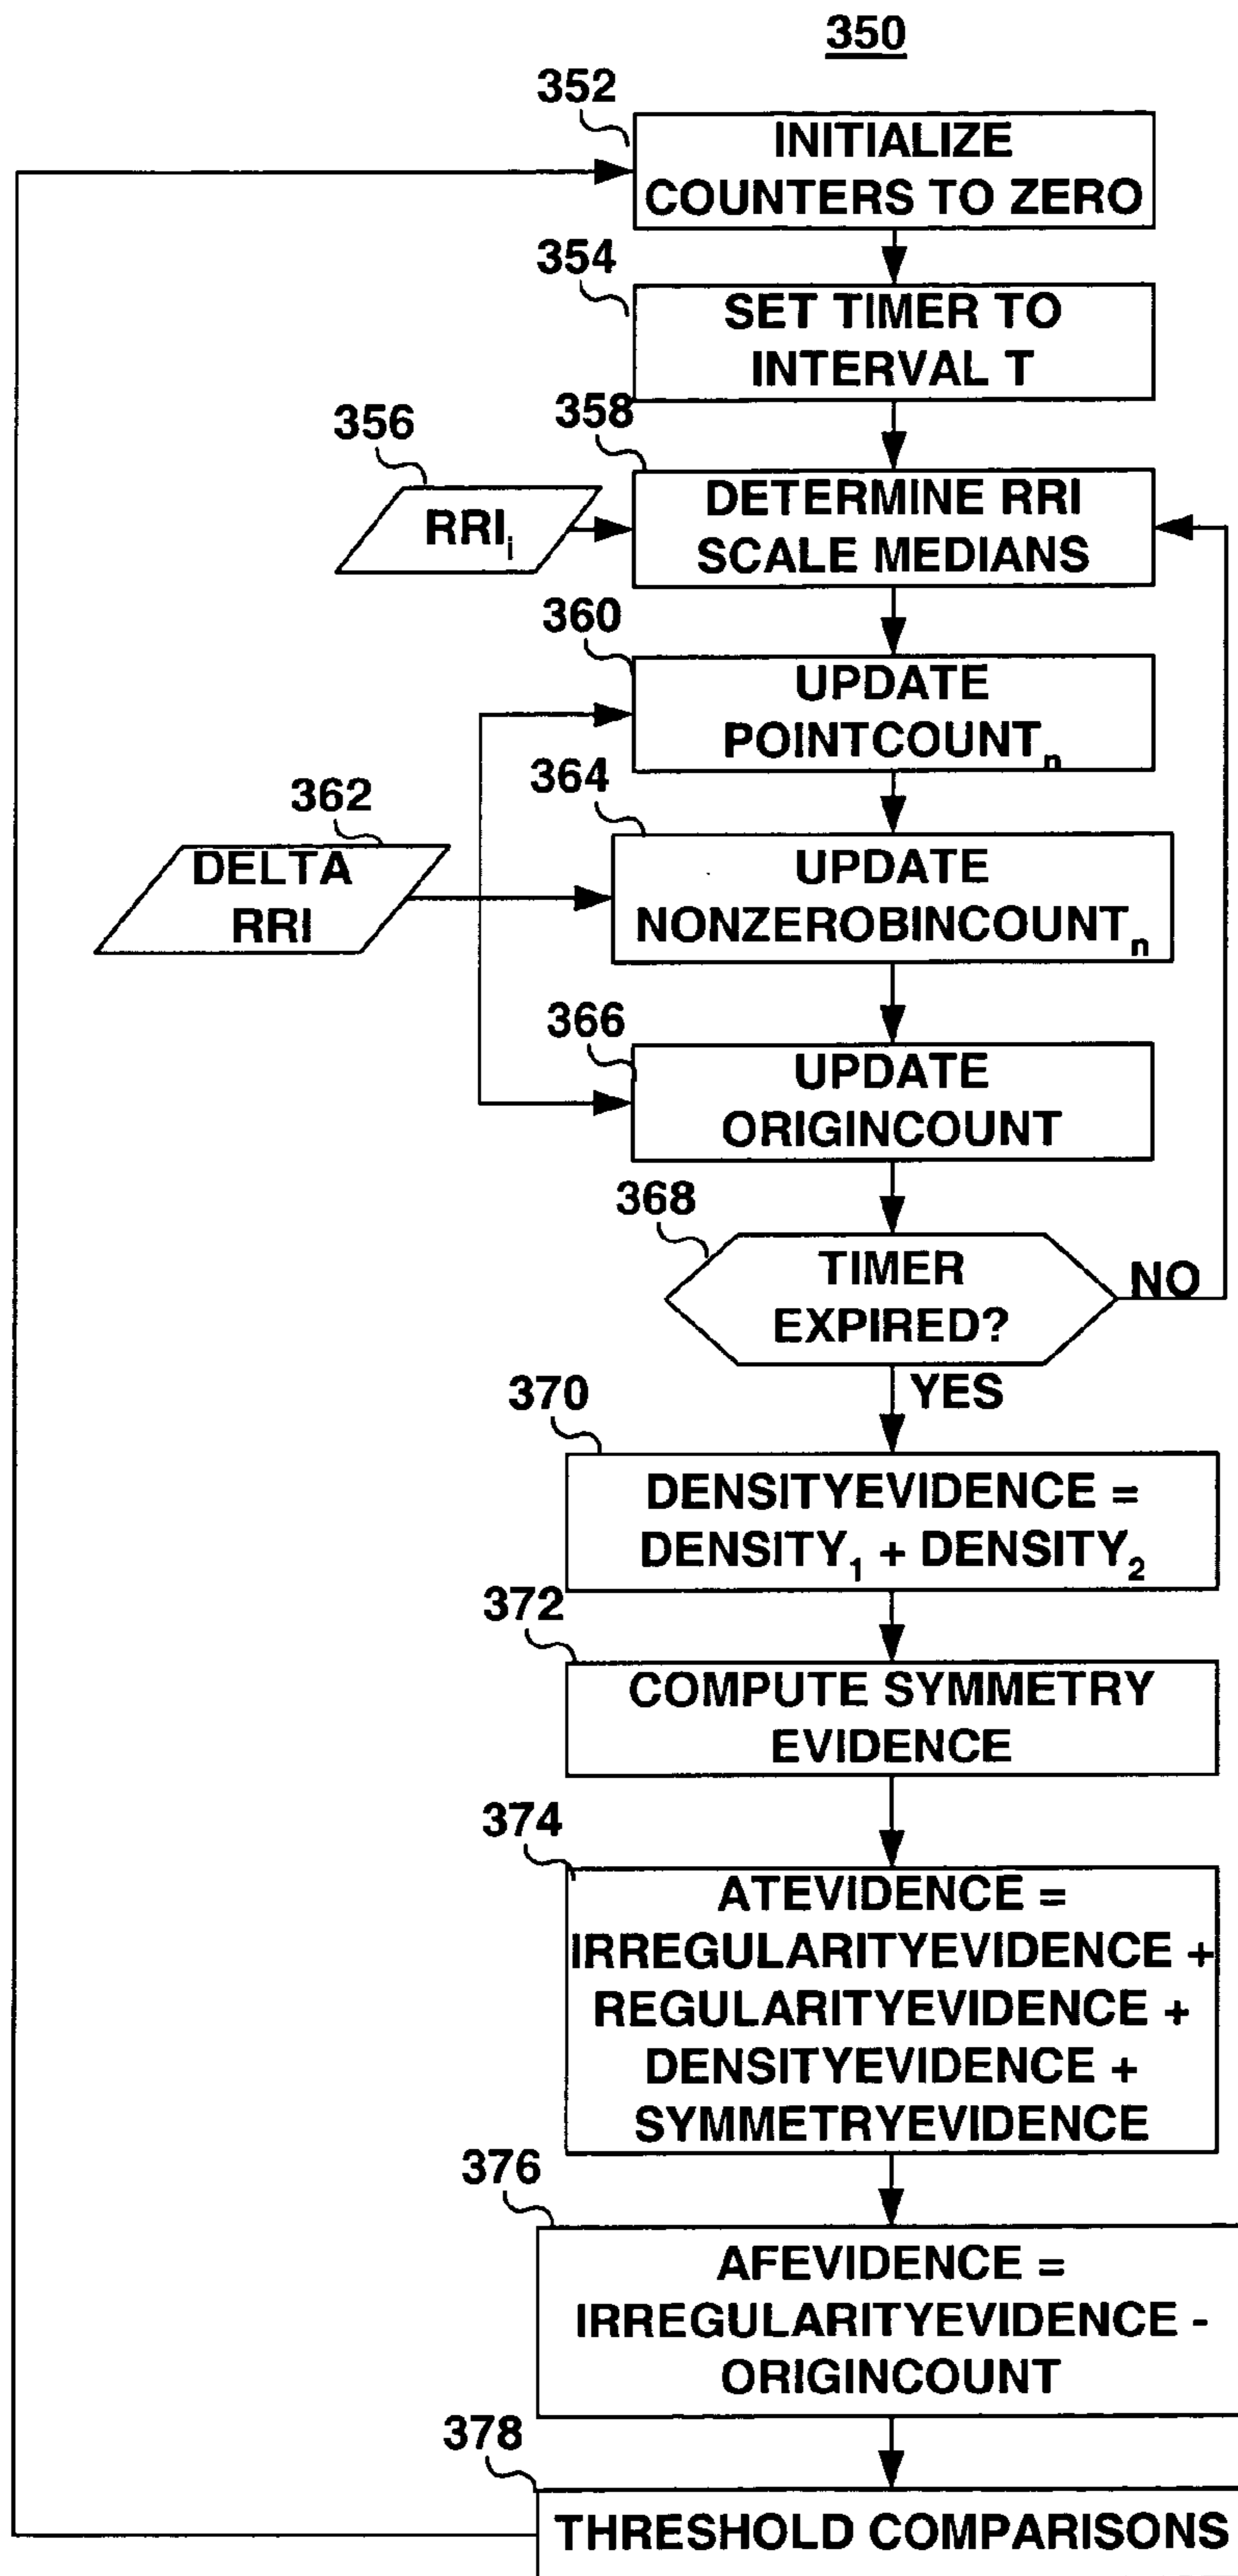 350
352
INITIALIZE
COUNTERS TO ZERO
354
SET TIMER TO
INTERVAL T
356
RRIi
358
DETERMINE RRI
SCALE MEDIANS
360
UPDATE
POINTCOUNTn
362
DELTA
RRI
364
UPDATE
NONZEROBINCOUNTn
366
UPDATE
ORIGINCOUNT
368
TIMER
EXPIRED?
NO
YES
370
DENSITYEVIDENCE =
DENSITY1 + DENSITY2
372
COMPUTE SYMMETRY
EVIDENCE
374
ATEVIDENCE =
IRREGULARITYEVIDENCE +
REGULARITYEVIDENCE +
DENSITYEVIDENCE +
SYMMETRYEVIDENCE
376
AFEVIDENCE =
IRREGULARITYEVIDENCE -
ORIGINCOUNT
378
THRESHOLD COMPARISONS